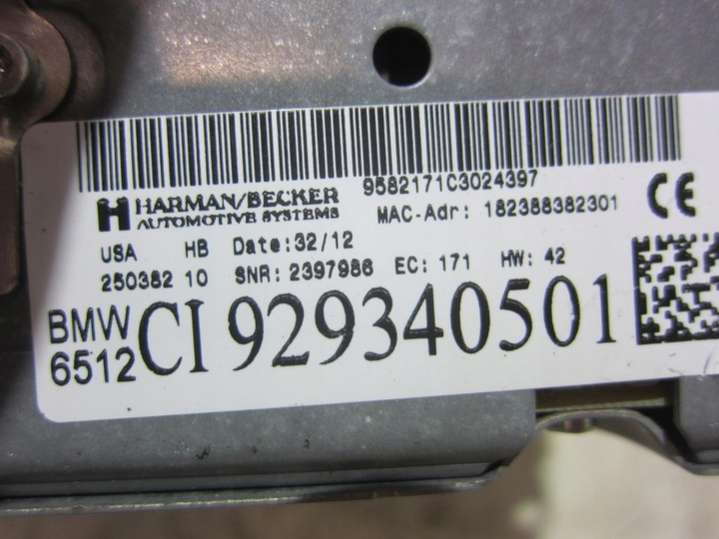 9582171C3024397
HARMAN/BECKER
AUTOMOTIVE SYSTEMS
MAC-Adr: 182388382301
CE
USA HB Date: 32/12
250382 10 SNR: 2397986 EC: 171 HW: 42
BMW
6512 CI 929340501